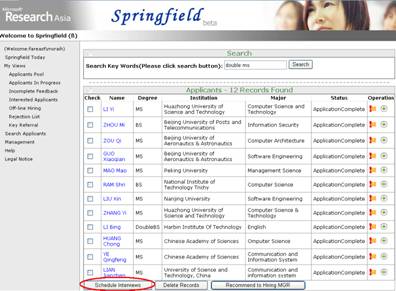 Microsoft
Research Asia
Springfield
beta
Welcome to Springfield (8)
(Welcome:Fareastfumorah)
Springfield Today
My Views
Applicants Pool
Applicants In Progress
Incomplete Feedback
Interested Applicants
Off-line Hiring
Rejection List
Key Referral
Search Applicants
Management
Help
Legal Notice
Search
Search Key Words(Please click search button): double ms Search
Applicants - 12 Records Found
Check Name Degree Institution Major Status Operation
LI Yi MS Huazhong University of Science and Technology Computer Science and Technology ApplicationComplete
ZHOU Mi BS Beijing University of Posts and Telecommunications Information Security ApplicationComplete
ZOU Qi MS Beijing University of Aeronautics & Astronautics Computer Architecture ApplicationComplete
GUO Xiaoqian MS Beijing University of Aeronautics & Astronautics Software Engineering ApplicationComplete
MAO Mao MS Peking University Management Science ApplicationComplete
RAM Shri BS National Institute of Technology Trichy Computer Science ApplicationComplete
LIU Xin MS Nanjing University Software Engineering ApplicationComplete
ZHANG Yi MS Huazhong University of Science and Technology Computer Science & Technology ApplicationComplete
LI Bing DoubleBS Harbin Institute Of Technology English ApplicationComplete
HUANG Chong MS Chinese Academy of Sciences Omputer Science ApplicationComplete
YE Qingfeng MS Chinese Academy of Sciences Communication and Information System ApplicationComplete
LIAN Jianchen MS University of Science and Technology, China Communication and Information system ApplicationComplete
Schedule Interviews Delete Records Recommend to Hiring MGR